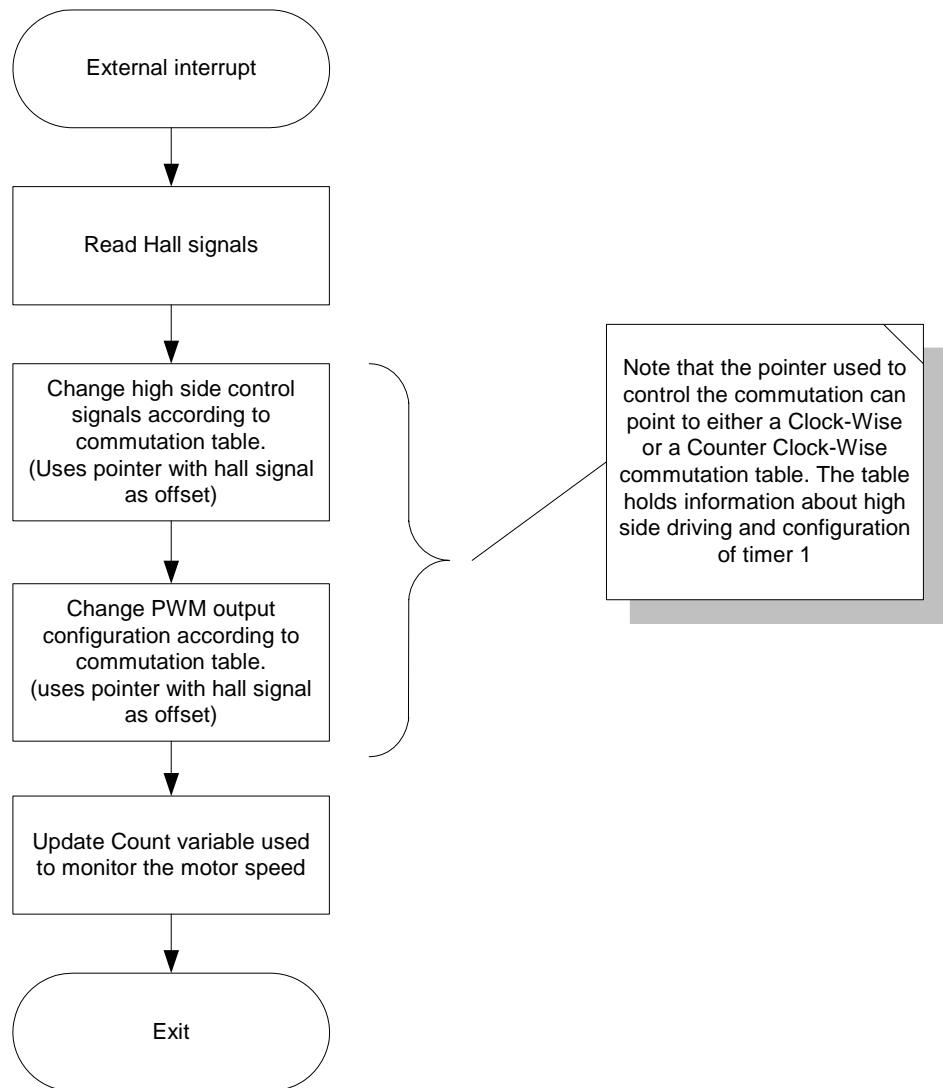 External interrupt
Read Hall signals
Change high side control
signals according to
commutation table.
(Uses pointer with hall signal
as offset)
Change PWM output
configuration according to
commutation table.
(uses pointer with hall signal
as offset)
Update Count variable used
to monitor the motor speed
Exit
Note that the pointer used to
control the commutation can
point to either a Clock-Wise
or a Counter Clock-Wise
commutation table. The table
holds information about high
side driving and configuration
of timer 1